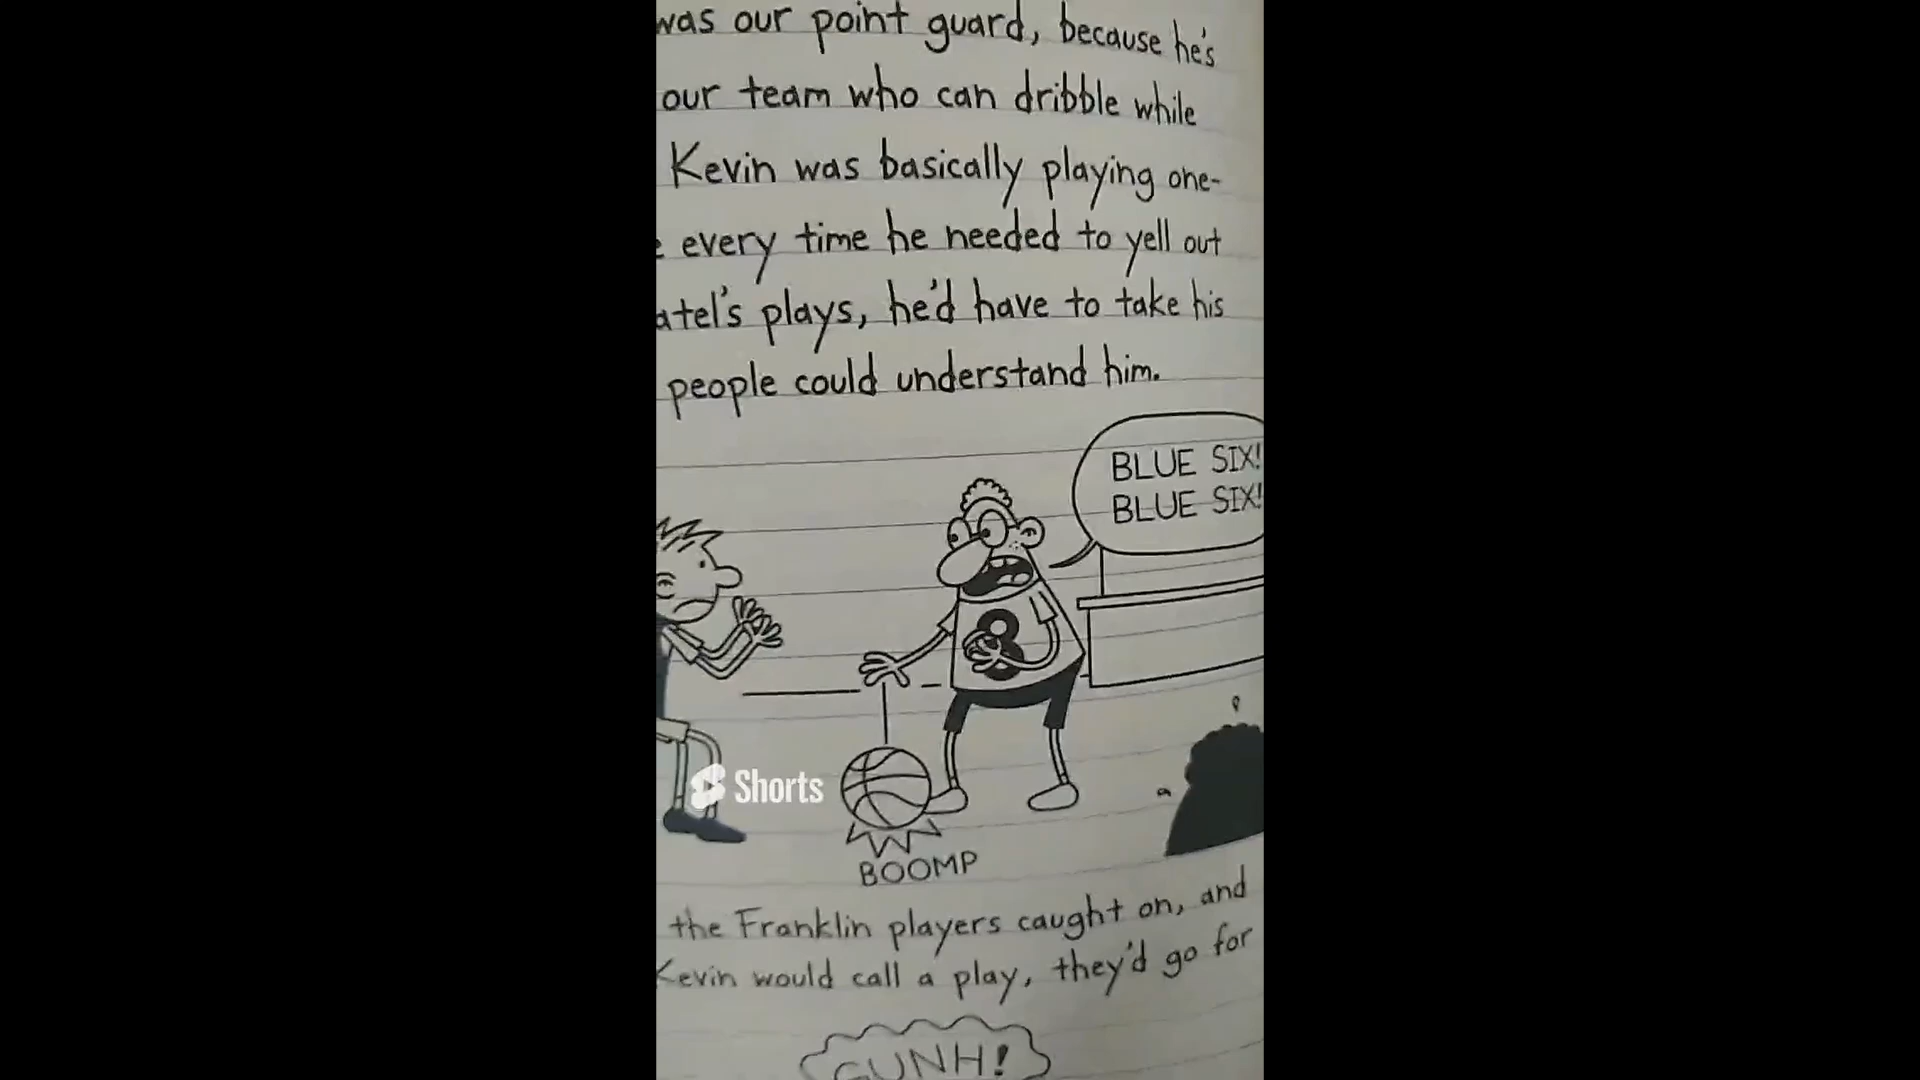 was our point guard, because he's
our team who can dribble while
Kevin was basically playing one-
every time he needed to yell out
atel's plays, he'd have to take his
people could understand him.
BLUE SIX!
BLUE SIX!
8
Shorts
BOOMP
the Franklin players caught on, and
Kevin would call a play, they'd go for